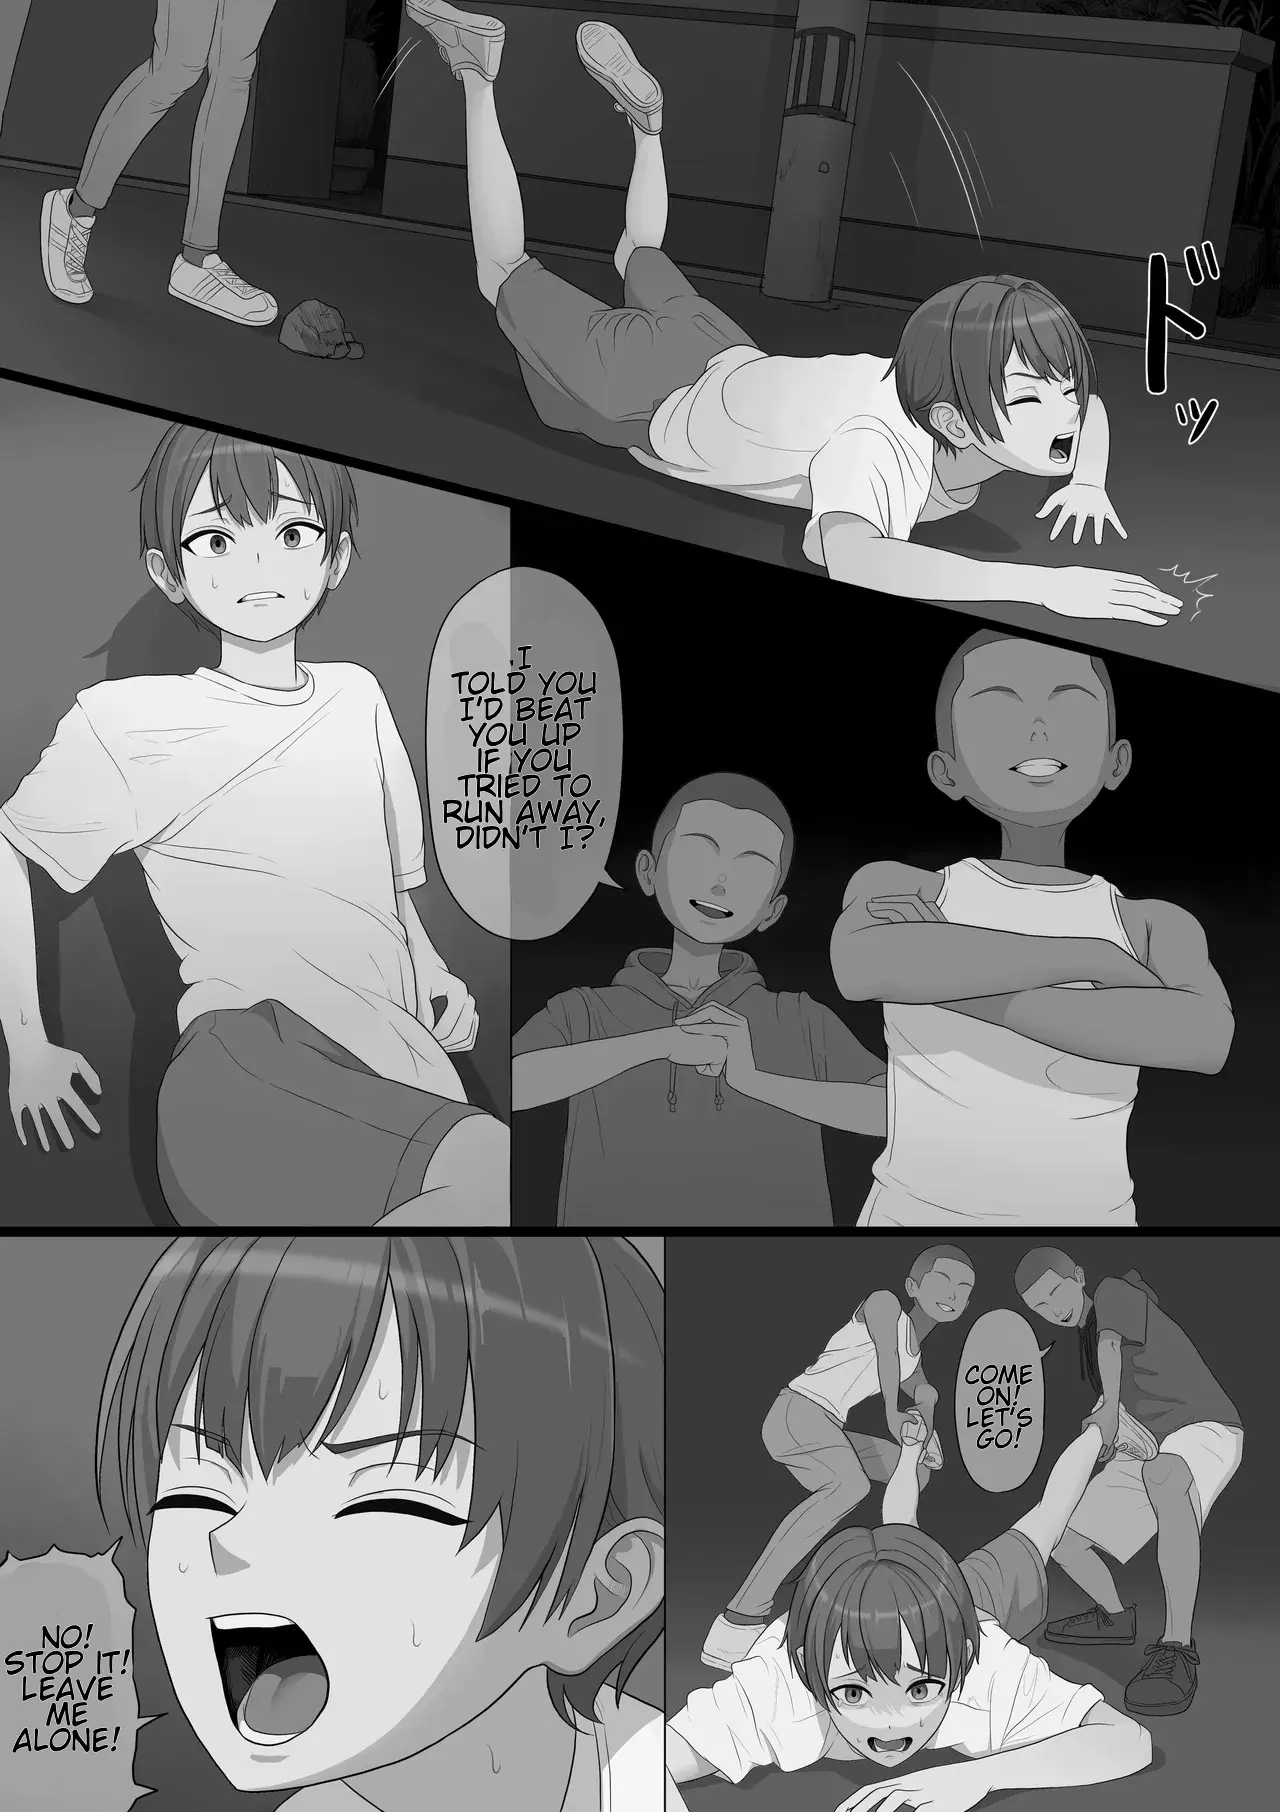 ドッ
I
TOLD YOU
I'D BEAT
YOU UP
IF YOU
TRIED TO
RUN AWAY,
DIDN'T I?
NO!
STOP IT!
LEAVE
ME
ALONE!
COME
ON!
LET'S
GO!